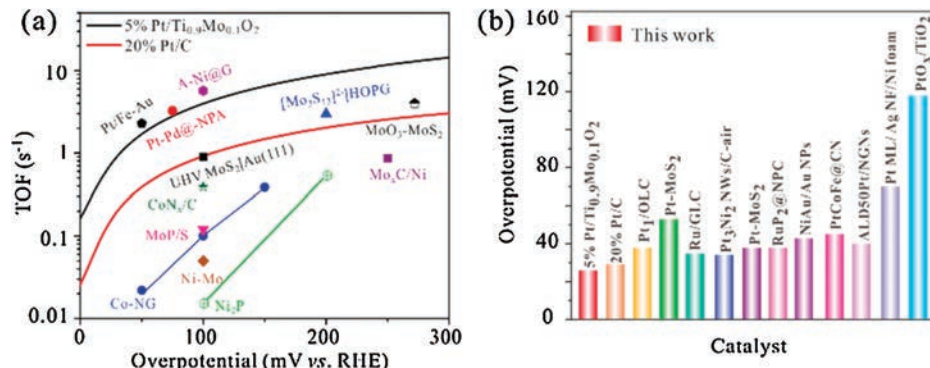 (a)
5% Pt/Ti₀.₉Mo₀.₁O₂
20% Pt/C
TOF (s⁻¹)
10
1
0.1
0.01
A-Ni@G
Pt/Fe-Au
Pt-Pd@-NPA
[Mo₃S₁₃]²⁻]HOPG
MoO₃-MoS₂
UHV MoS₂]Au(111)
MoₓC/Ni
CoNₓ/C
MoP/S
Ni-Mo
Co-NG
Ni₂P
0 100 200 300
Overpotential (mV vs. RHE)
(b)
This work
Overpotential (mV)
160
120
80
40
0
5% Pt/Ti₀.₉Mo₀.₁O₂
20% Pt/C
Pt₁/OLC
Pt-MoS₂
Ru/GLC
Pt₃Ni₂ NWs/C-air
Pt-MoS₂
RuP₂@NPC
NiAu/Au NPs
PtCoFe@CN
ALD50Pt/NGNs
Pt ML/ Ag NF/Ni foam
PtOₓ/TiO₂
Catalyst